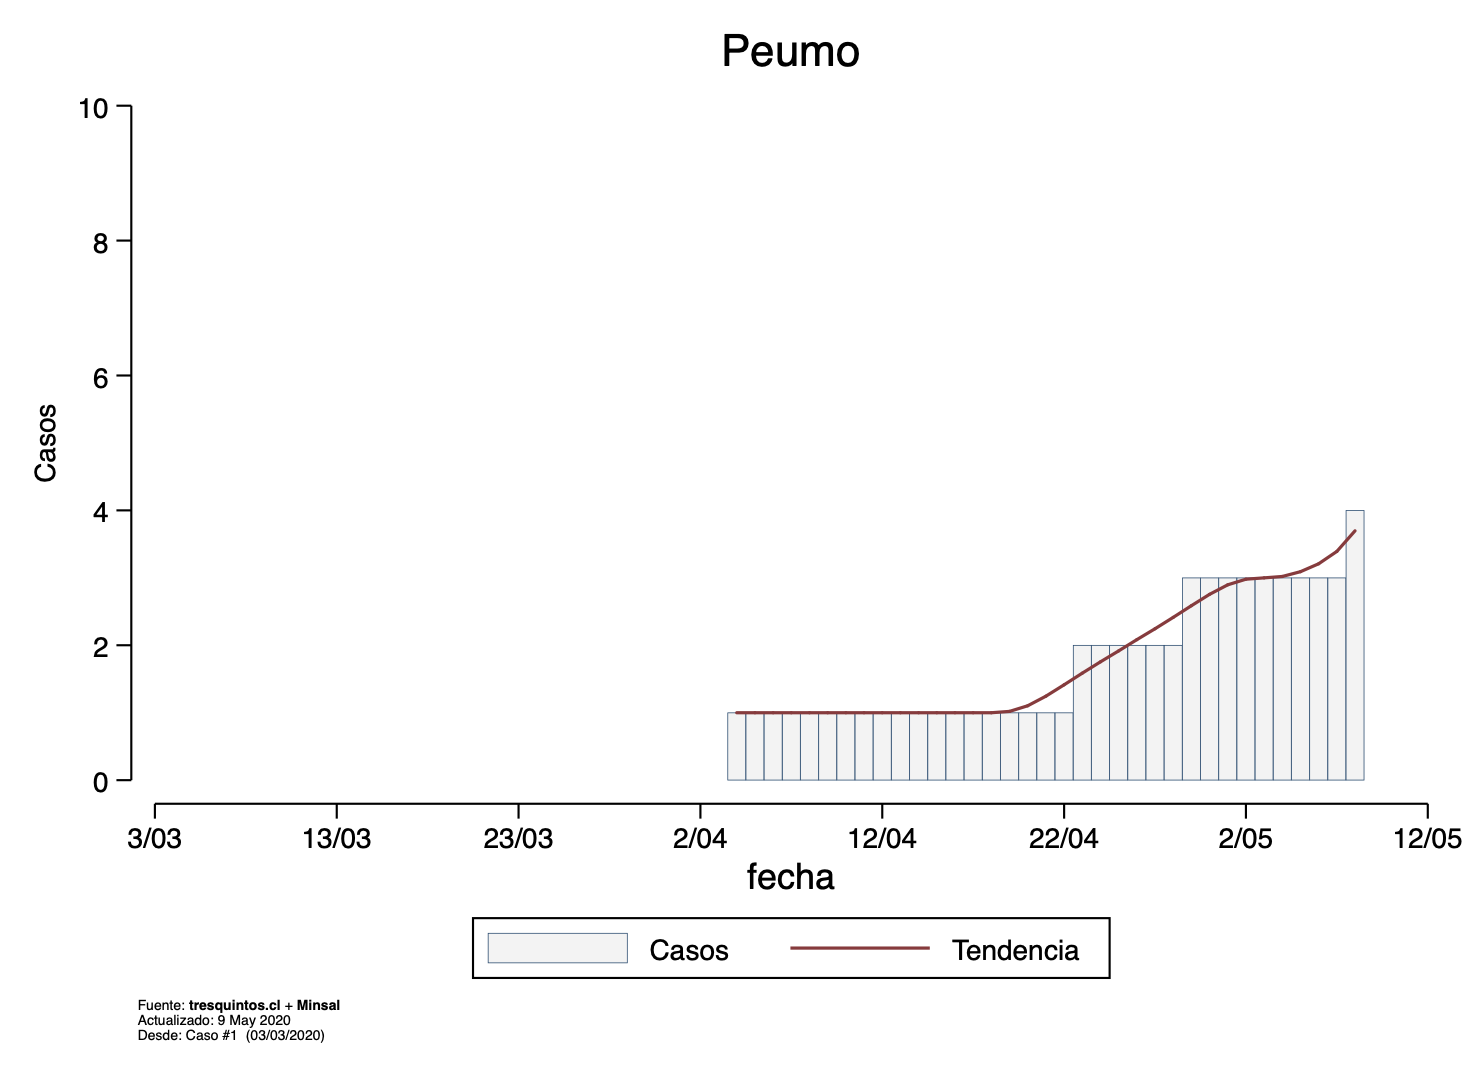 Peumo
10
8
6
4
2
0
Casos
3/03 13/03 23/03 2/04 12/04 22/04 2/05 12/05
fecha
Casos Tendencia
Fuente: tresquintos.cl + Minsal
Actualizado: 9 May 2020
Desde: Caso #1 (03/03/2020)